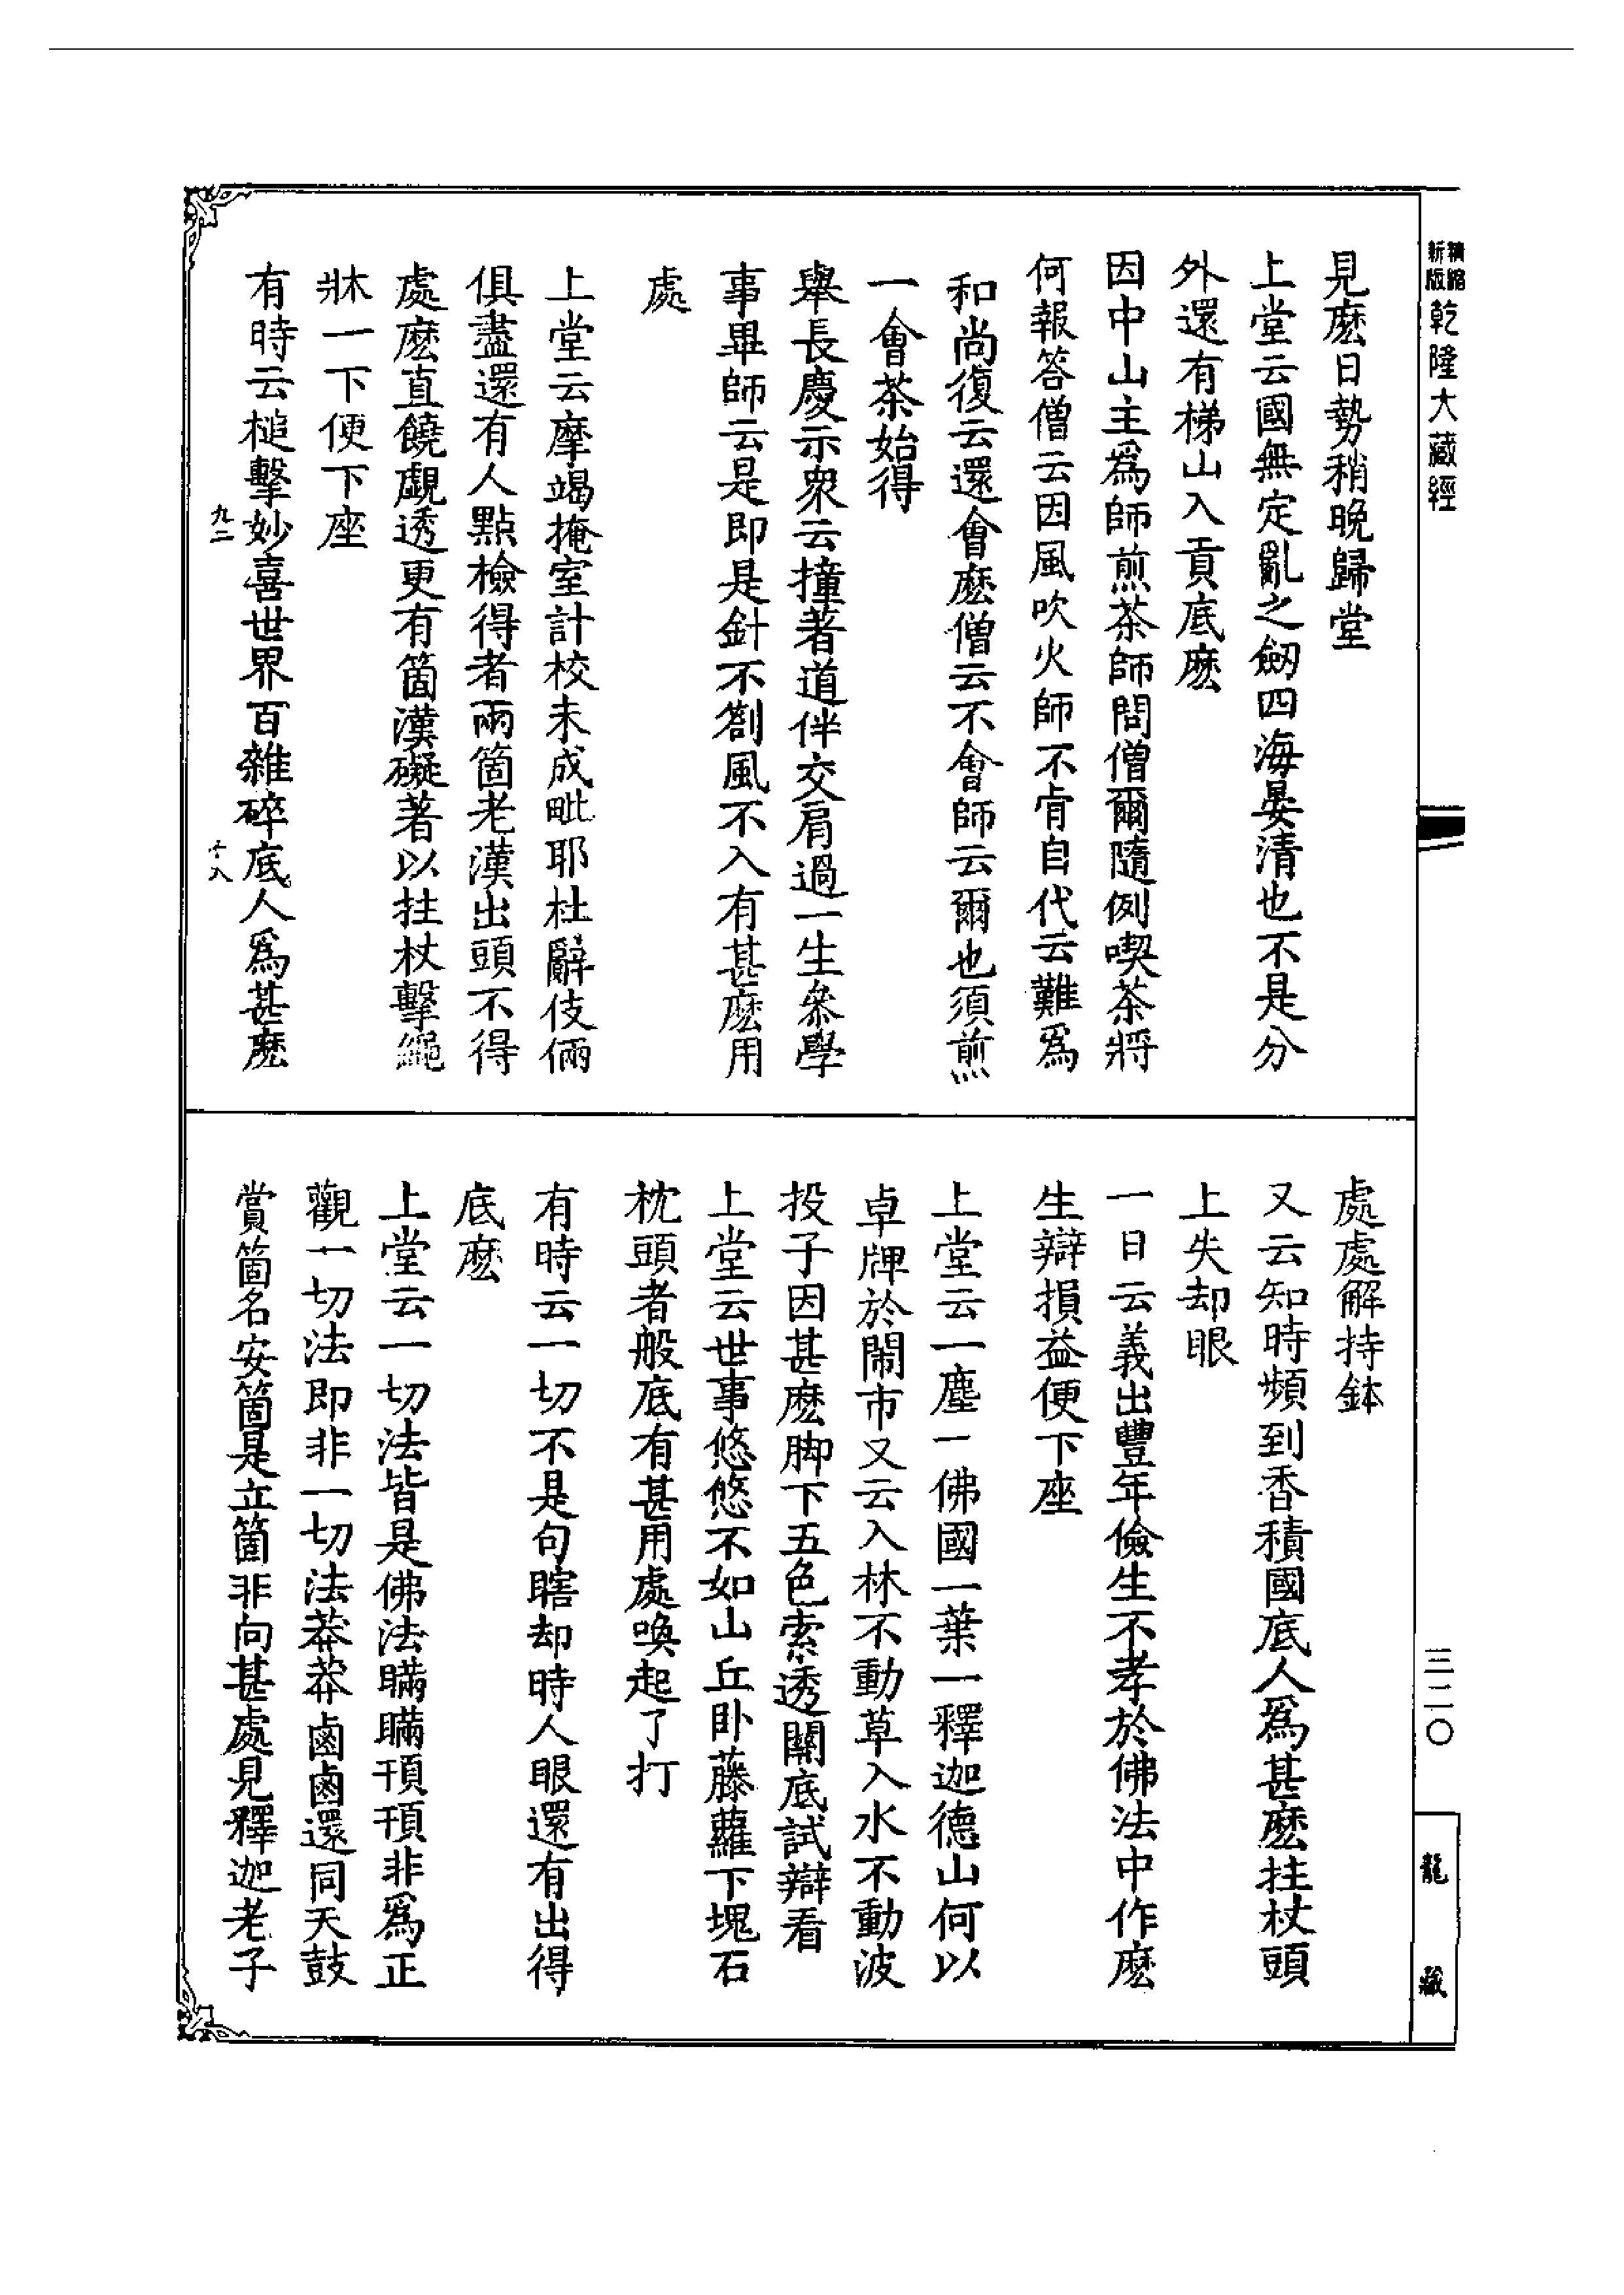 精縮
新版
乾隆大藏經
三二〇
龍藏
見麽日勢稍晚歸堂
上堂云國無定亂之劒四海晏清也不是分
外還有梯山入貢底麽
因中山主爲師煎茶師問僧爾隨例喫茶將
何報答僧云因風吹火師不肯自代云難爲
和尚復云還會麽僧云不會師云爾也須煎
一會茶始得
舉長慶示衆云撞著道伴交肩過一生叅學
事畢師云是即是針不劄風不入有甚麽用
處
上堂云摩竭掩室計校未成毗耶杜辭伎倆
俱盡還有人點檢得者兩箇老漢出頭不得
處麽直饒覷透更有箇漢礙著以拄杖擊繩
牀一下便下座
有時云槌擊妙喜世界百雜碎底人爲甚麽
九二
十入
處處解持鉢
又云知時頻到香積國底人爲甚麽拄杖頭
上失却眼
一日云義出豐年儉生不孝於佛法中作麽
生辯損益便下座
上堂云一塵一佛國一葉一釋迦德山何以
卓牌於閙市又云入林不動草入水不動波
投子因甚麽脚下五色索透關底試辯看
上堂云世事悠悠不如山丘卧藤蘿下塊石
枕頭者般底有甚用處喚起了打
有時云一切不是句瞎却時人眼還有出得
底麽
上堂云一切法皆是佛法瞞瞞頇頇非爲正
觀一切法即非一切法莽莽鹵鹵還同天鼓
賞箇名安箇是立箇非向甚處見釋迦老子